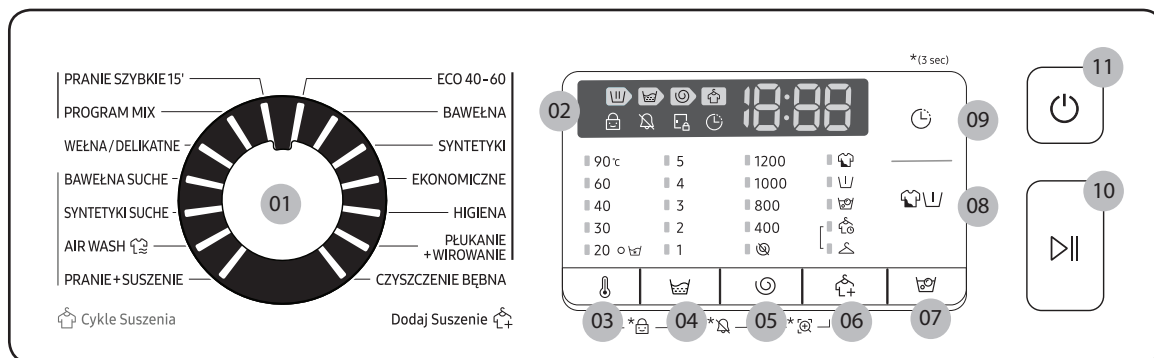 PRANIE SZYBKIE 15'
PROGRAM MIX
WEŁNA / DELIKATNE
BAWEŁNA SUCHE
SYNTETYKI SUCHE
AIR WASH
PRANIE + SUSZENIE
Cykle Suszenia
01
ECO 40-60
BAWEŁNA
SYNTETYKI
EKONOMICZNE
HIGIENA
PŁUKANIE
+WIROWANIE
CZYSZCZENIE BĘBNA
Dodaj Suszenie
02
18:88
90 °C 5 1200
60 4 1000
40 3 800
30 2 400
20 1
03 * 04 * 05 * 06 07
*(3 sec)
09
08
11
10